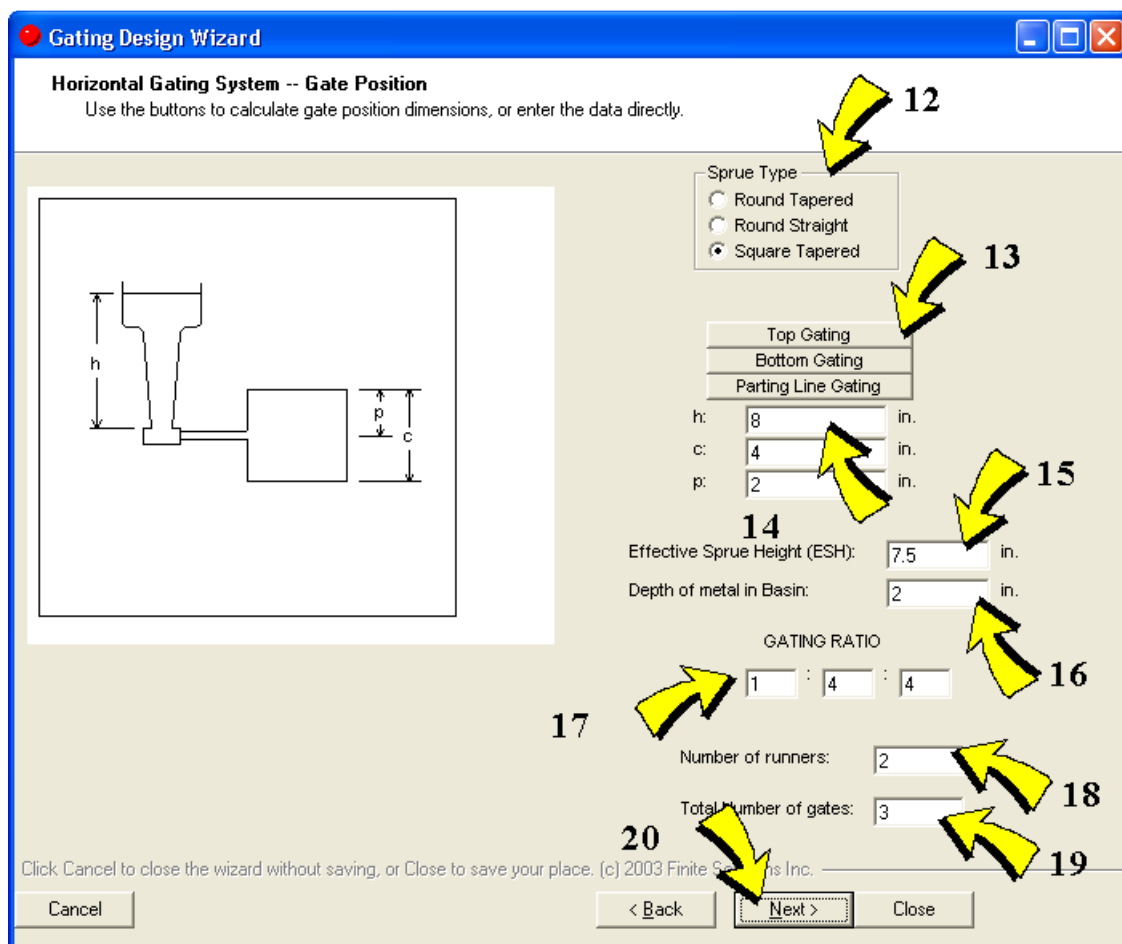 Gating Design Wizard
Horizontal Gating System -- Gate Position
Use the buttons to calculate gate position dimensions, or enter the data directly.
12
Sprue Type
Round Tapered
Round Straight
Square Tapered
13
Top Gating
Bottom Gating
Parting Line Gating
h
p
c
h: 8 in.
c: 4 in.
p: 2 in.
14
15
Effective Sprue Height (ESH): 7.5 in.
Depth of metal in Basin: 2 in.
16
GATING RATIO
1 : 4 : 4
17
Number of runners: 2
18
Total Number of gates: 3
19
20
Click Cancel to close the wizard without saving, or Close to save your place. (c) 2003 Finite Inc.
Cancel
< Back
Next >
Close